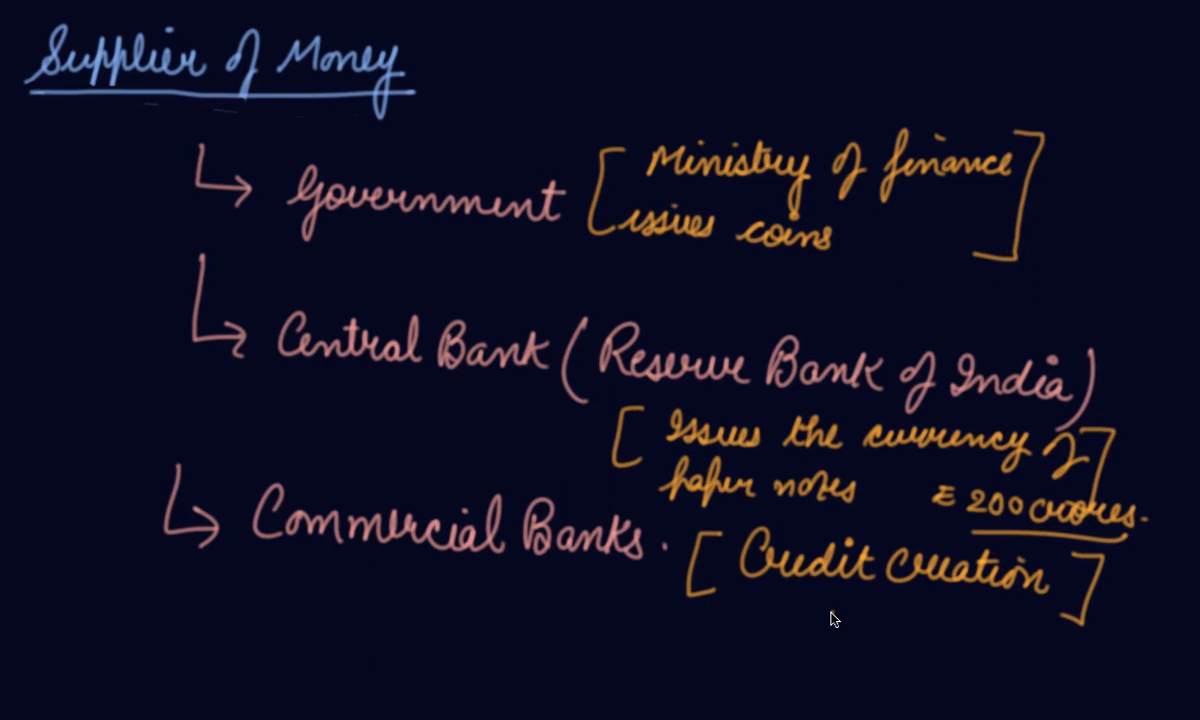 Supplier of Money
Government [ Ministry of finance
issues coins ]
Central Bank ( Reserve Bank of India )
[ Issues the currency of
paper notes ] 200 crores.
Commercial Banks. [ Credit creation ]